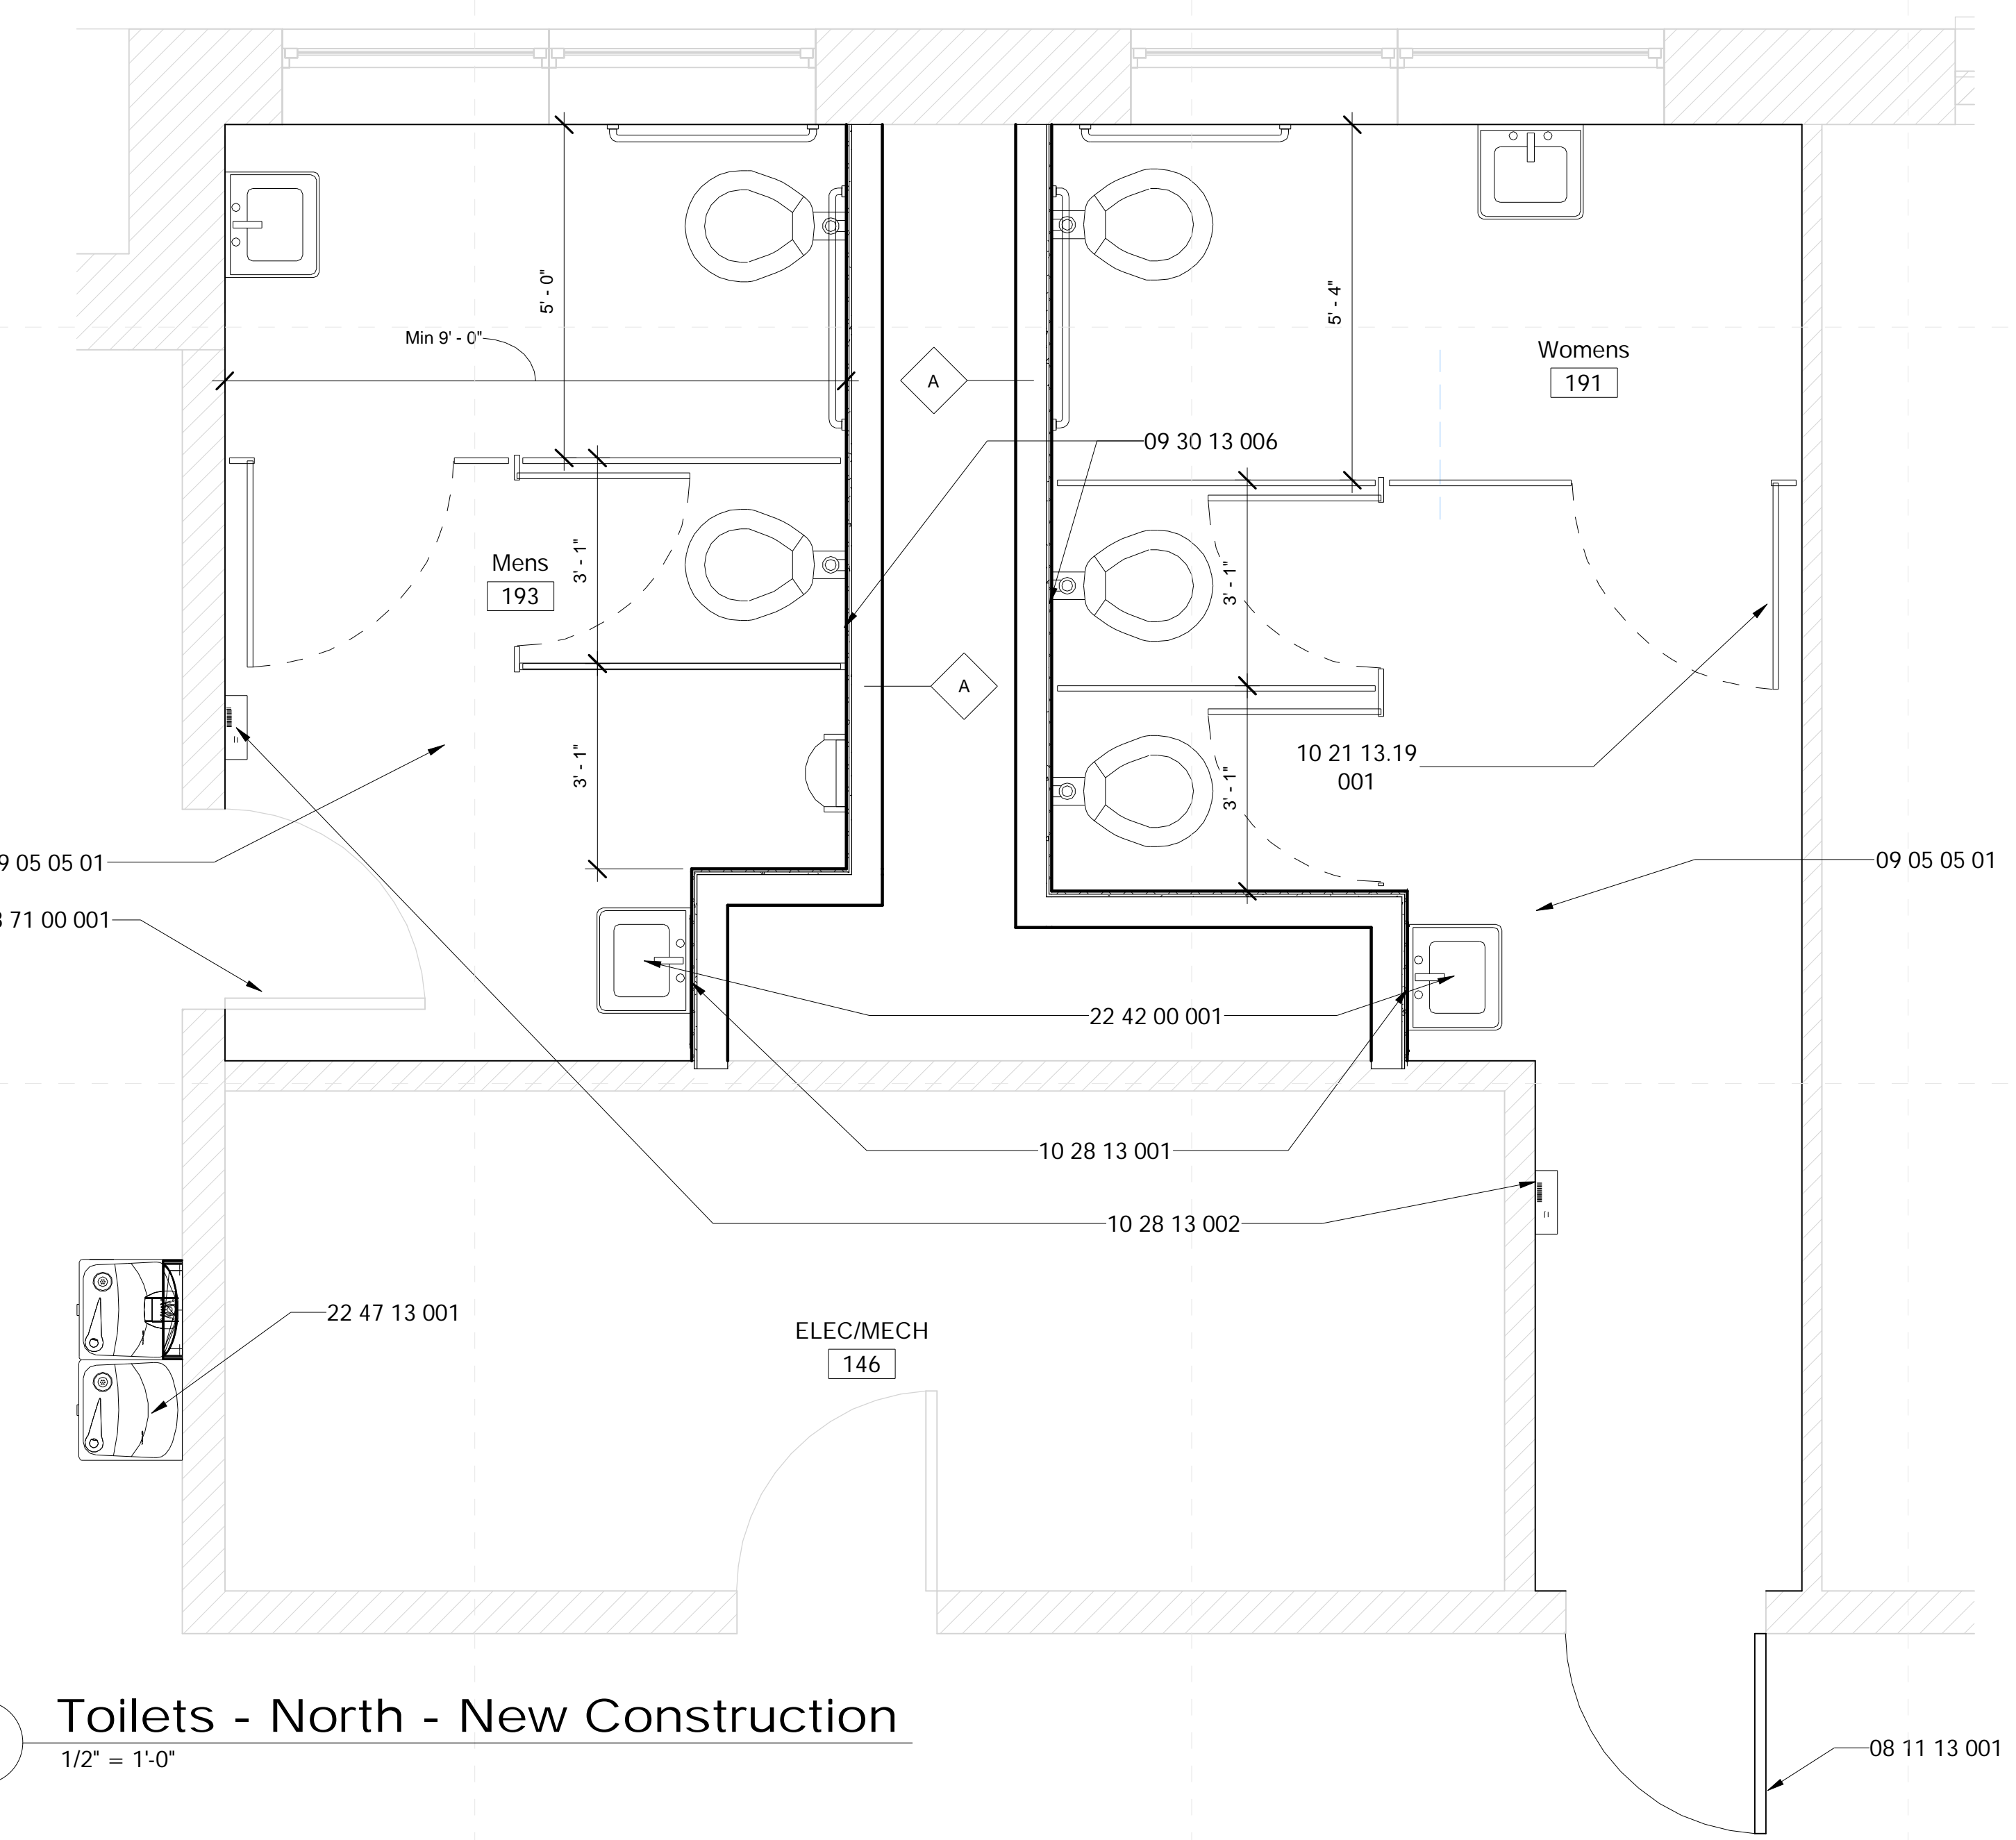 5' - 0"
5' - 4"
Min 9' - 0"
Womens
191
A
09 30 13 006
Mens
193
3' - 1"
3' - 1"
A
3' - 1"
10 21 13.19
001
3' - 1"
9 05 05 01
09 05 05 01
71 00 001
22 42 00 001
10 28 13 001
10 28 13 002
22 47 13 001
ELEC/MECH
146
Toilets - North - New Construction
1/2" = 1'-0"
08 11 13 001